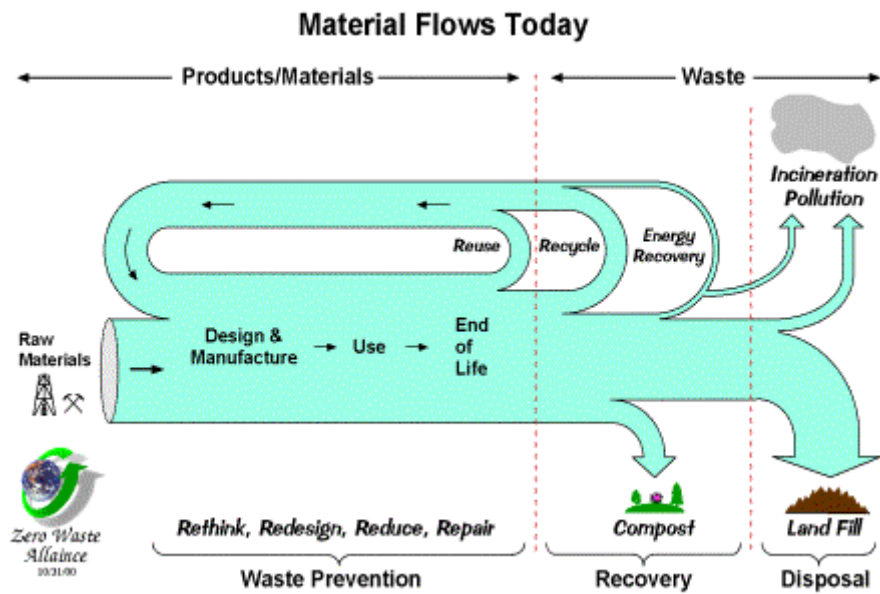 Material Flows Today
Products/Materials
Waste
Incineration
Pollution
Reuse
Recycle
Energy
Recovery
Raw
Materials
Design &
Manufacture
Use
End
of
Life
Zero Waste
Allaince
10/31/00
Rethink, Redesign, Reduce, Repair
Compost
Land Fill
Waste Prevention
Recovery
Disposal